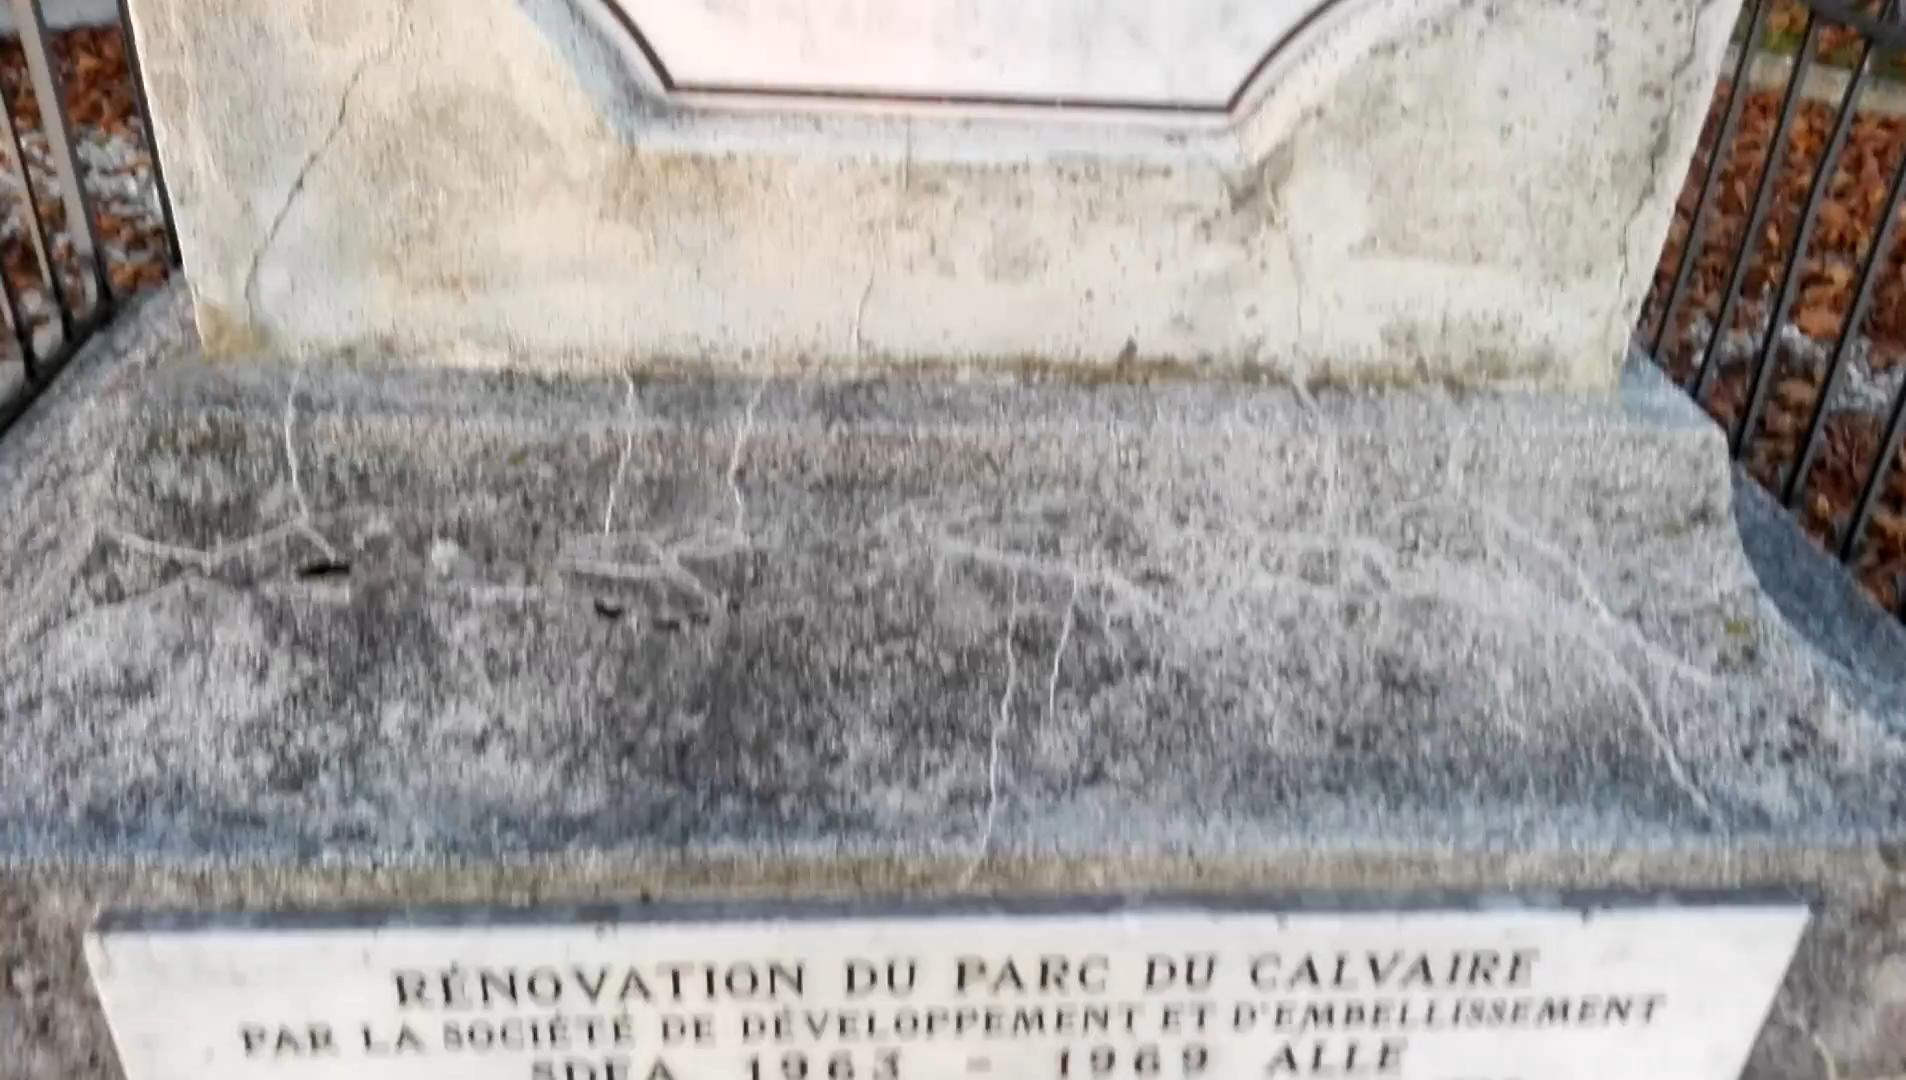 RÉNOVATION DU PARC DU CALVAIRE
PAR LA SOCIÉTÉ DE DÉVELOPPEMENT ET D'EMBELLISSEMENT
SDEA 1963 - 1969 ALLE